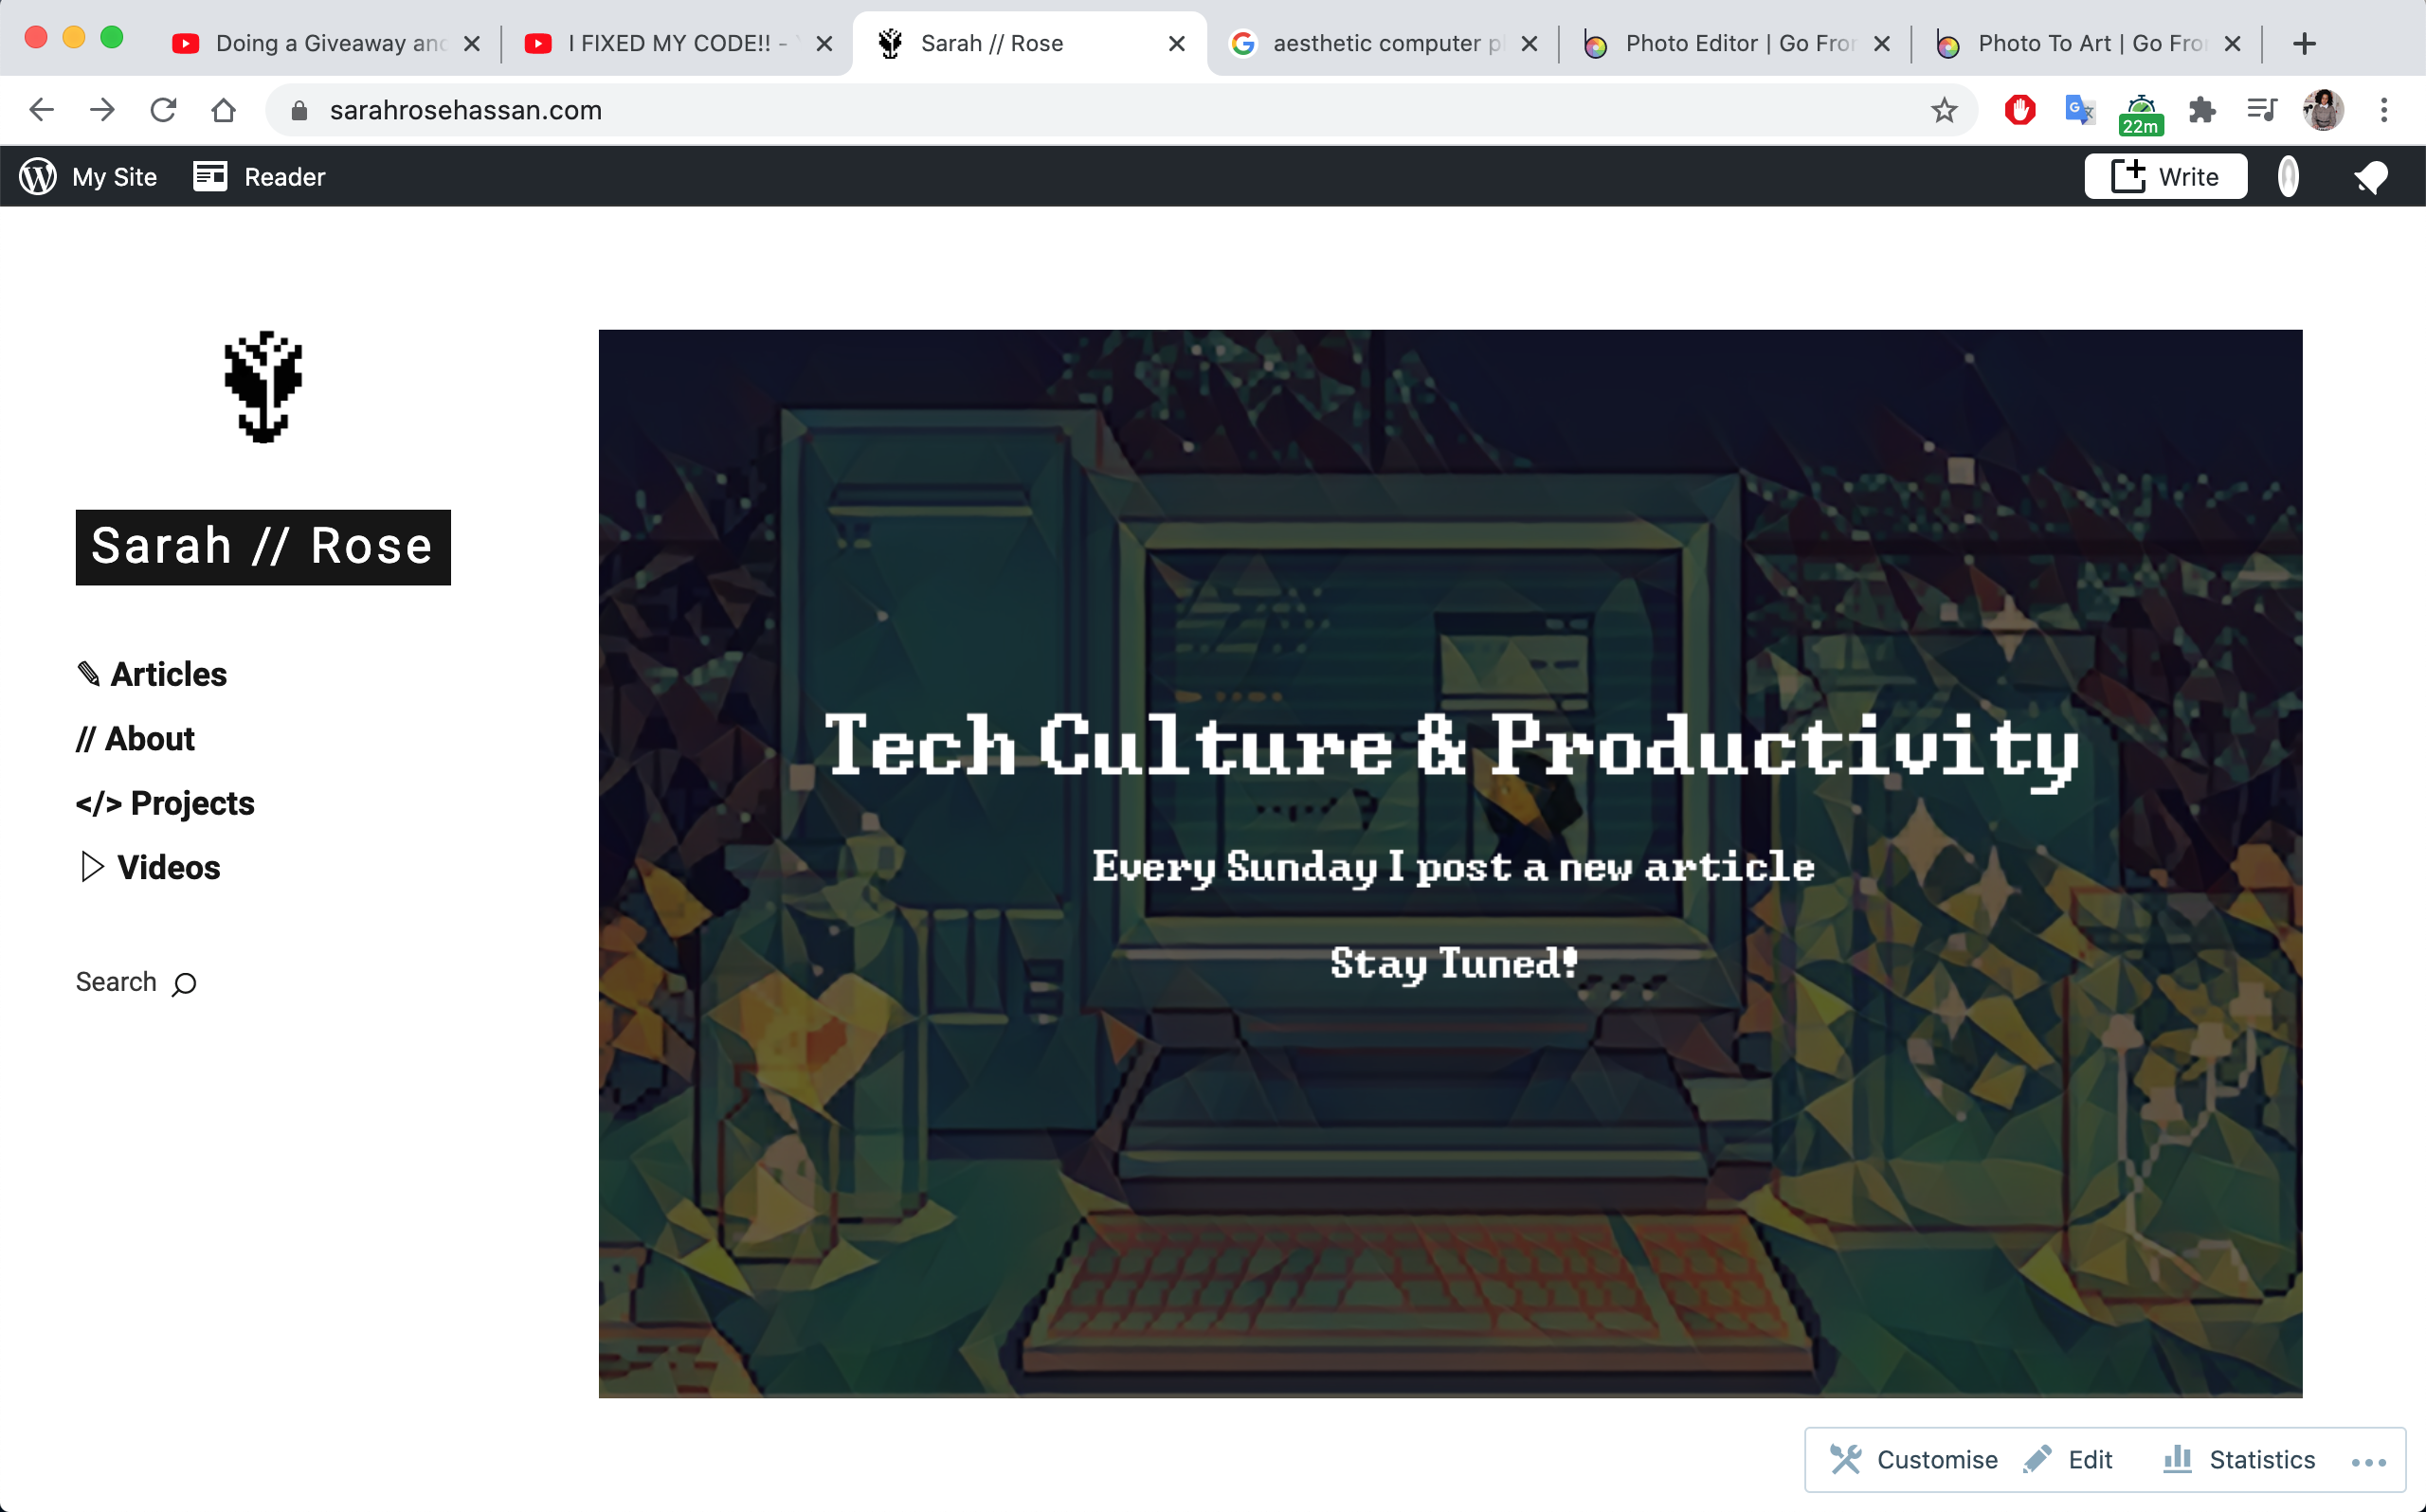 Doing a Giveaway and
I FIXED MY CODE!! -
Sarah // Rose
aesthetic computer p
Photo Editor | Go Fro
Photo To Art | Go Fro
sarahrosehassan.com
22m
My Site
Reader
Write
Sarah // Rose
✎ Articles
// About
</> Projects
▷ Videos
Search
Tech Culture & Productivity
Every Sunday I post a new article
Stay Tuned!
Customise
Edit
Statistics